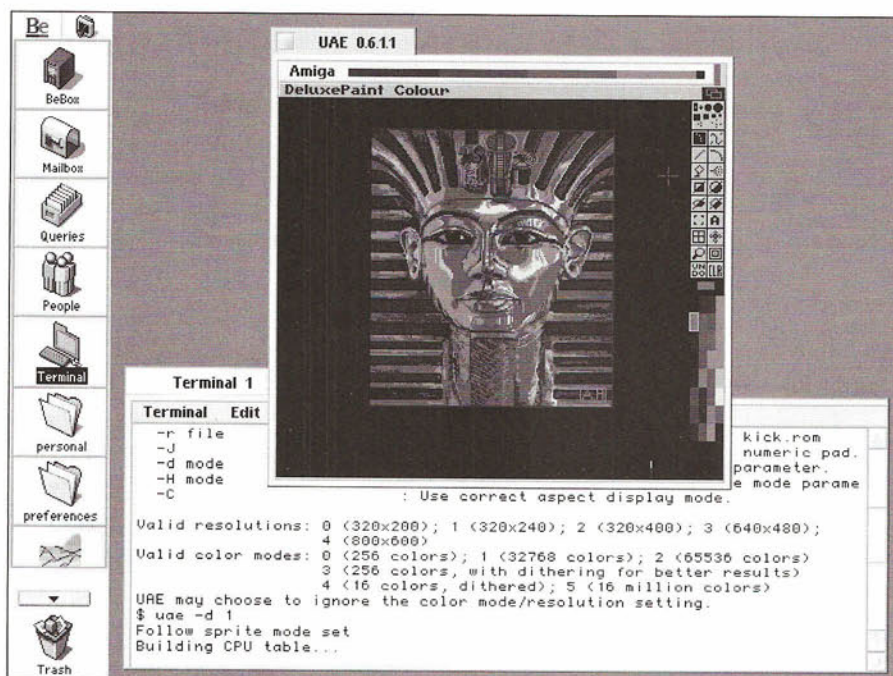 Be
BeBox
Mailbox
Queries
People
Terminal
personal
preferences
Trash
UAE 0.6.1.1
Amiga
DeluxePaint Colour
UN
DO
CLR
Terminal 1
Terminal Edit
-r file kick.rom
-J numeric pad.
-d mode parameter.
-H mode e mode parame
-C : Use correct aspect display mode.
Valid resolutions: 0 (320x200); 1 (320x240); 2 (320x400); 3 (640x480);
4 (800x600)
Valid color modes: 0 (256 colors); 1 (32768 colors); 2 (65536 colors)
3 (256 colors, with dithering for better results)
4 (16 colors, dithered); 5 (16 million colors)
UAE may choose to ignore the color mode/resolution setting.
$ uae -d 1
Follow sprite mode set
Building CPU table...